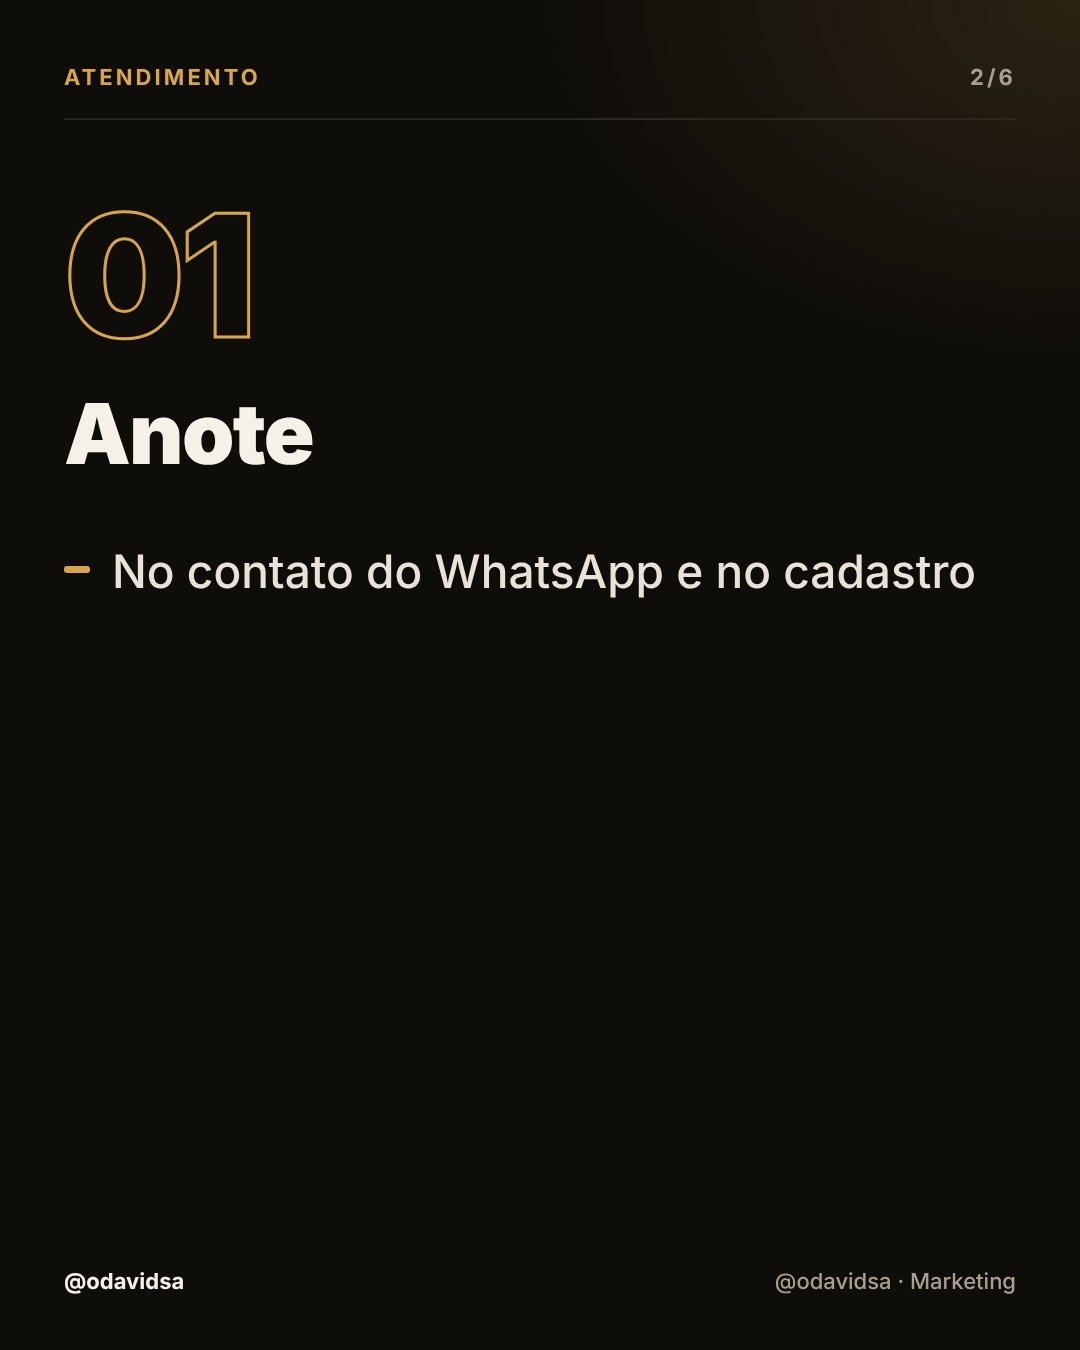 ATENDIMENTO
2/6
01
Anote
No contato do WhatsApp e no cadastro
@odavidsa
@odavidsa · Marketing